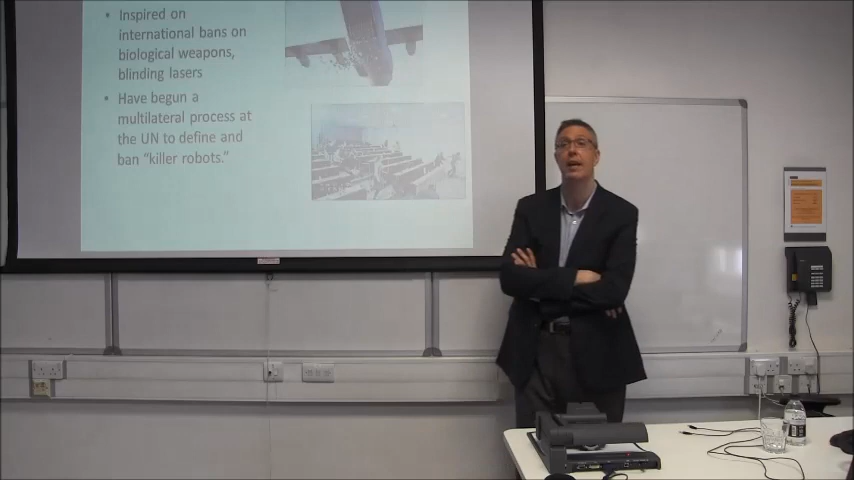 • Inspired on
international bans on
biological weapons,
blinding lasers
• Have begun a
multilateral process at
the UN to define and
ban "killer robots."